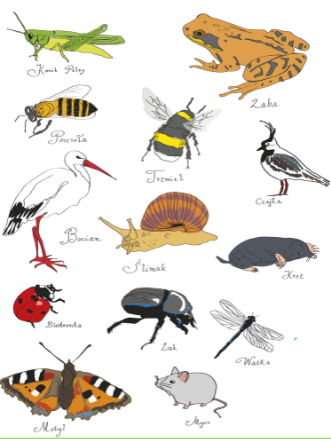 Konik Polny
Żaba
Pszczoła
Trzmiel
Czajka
Bocian
Ślimak
Kret
Biedronka
Żuk
Ważka
Motyl
Mysz